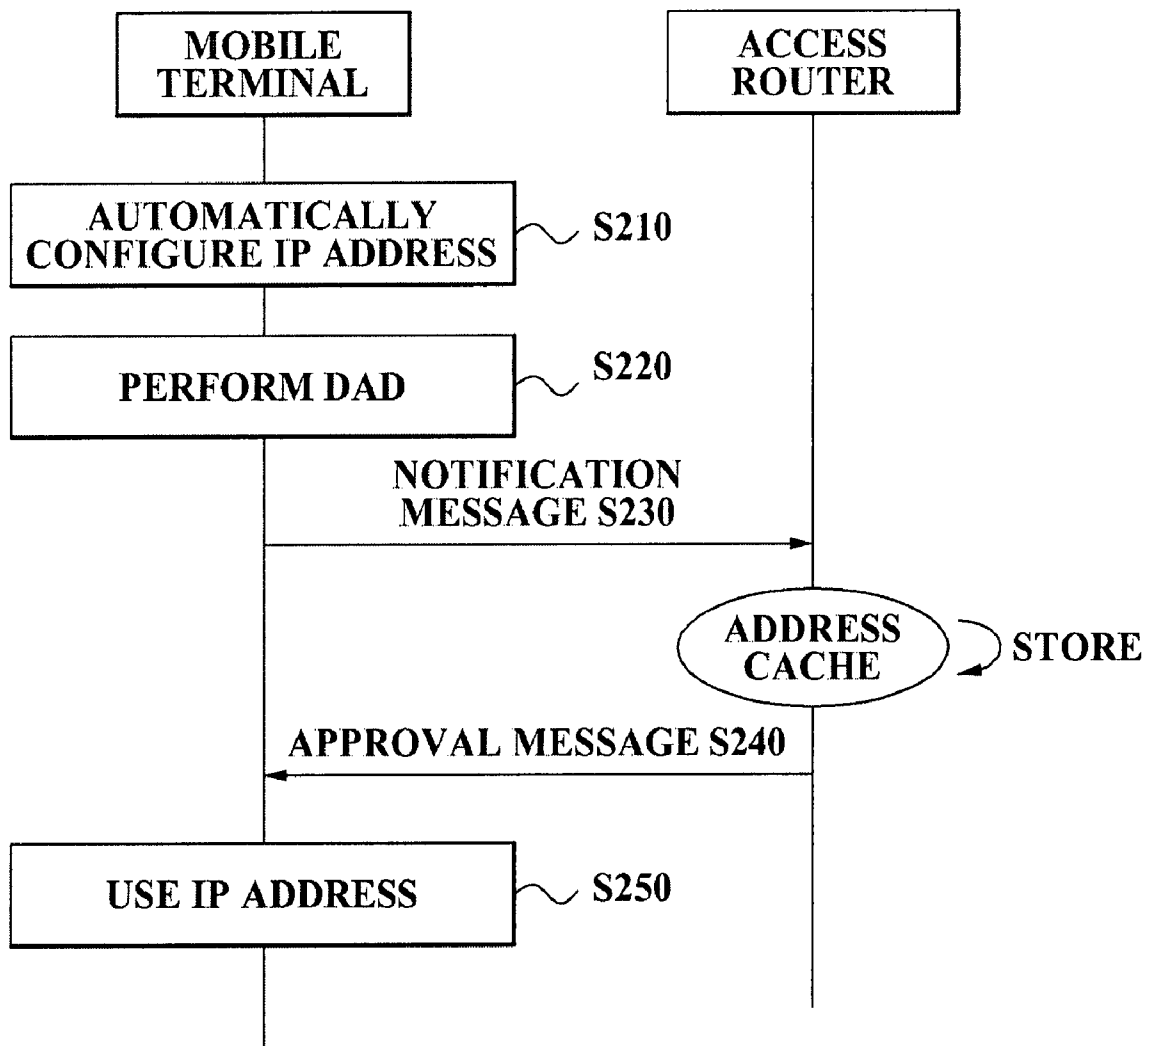 MOBILE
TERMINAL
ACCESS
ROUTER
AUTOMATICALLY
CONFIGURE IP ADDRESS
S210
PERFORM DAD
S220
NOTIFICATION
MESSAGE S230
ADDRESS
CACHE
STORE
APPROVAL MESSAGE S240
USE IP ADDRESS
S250